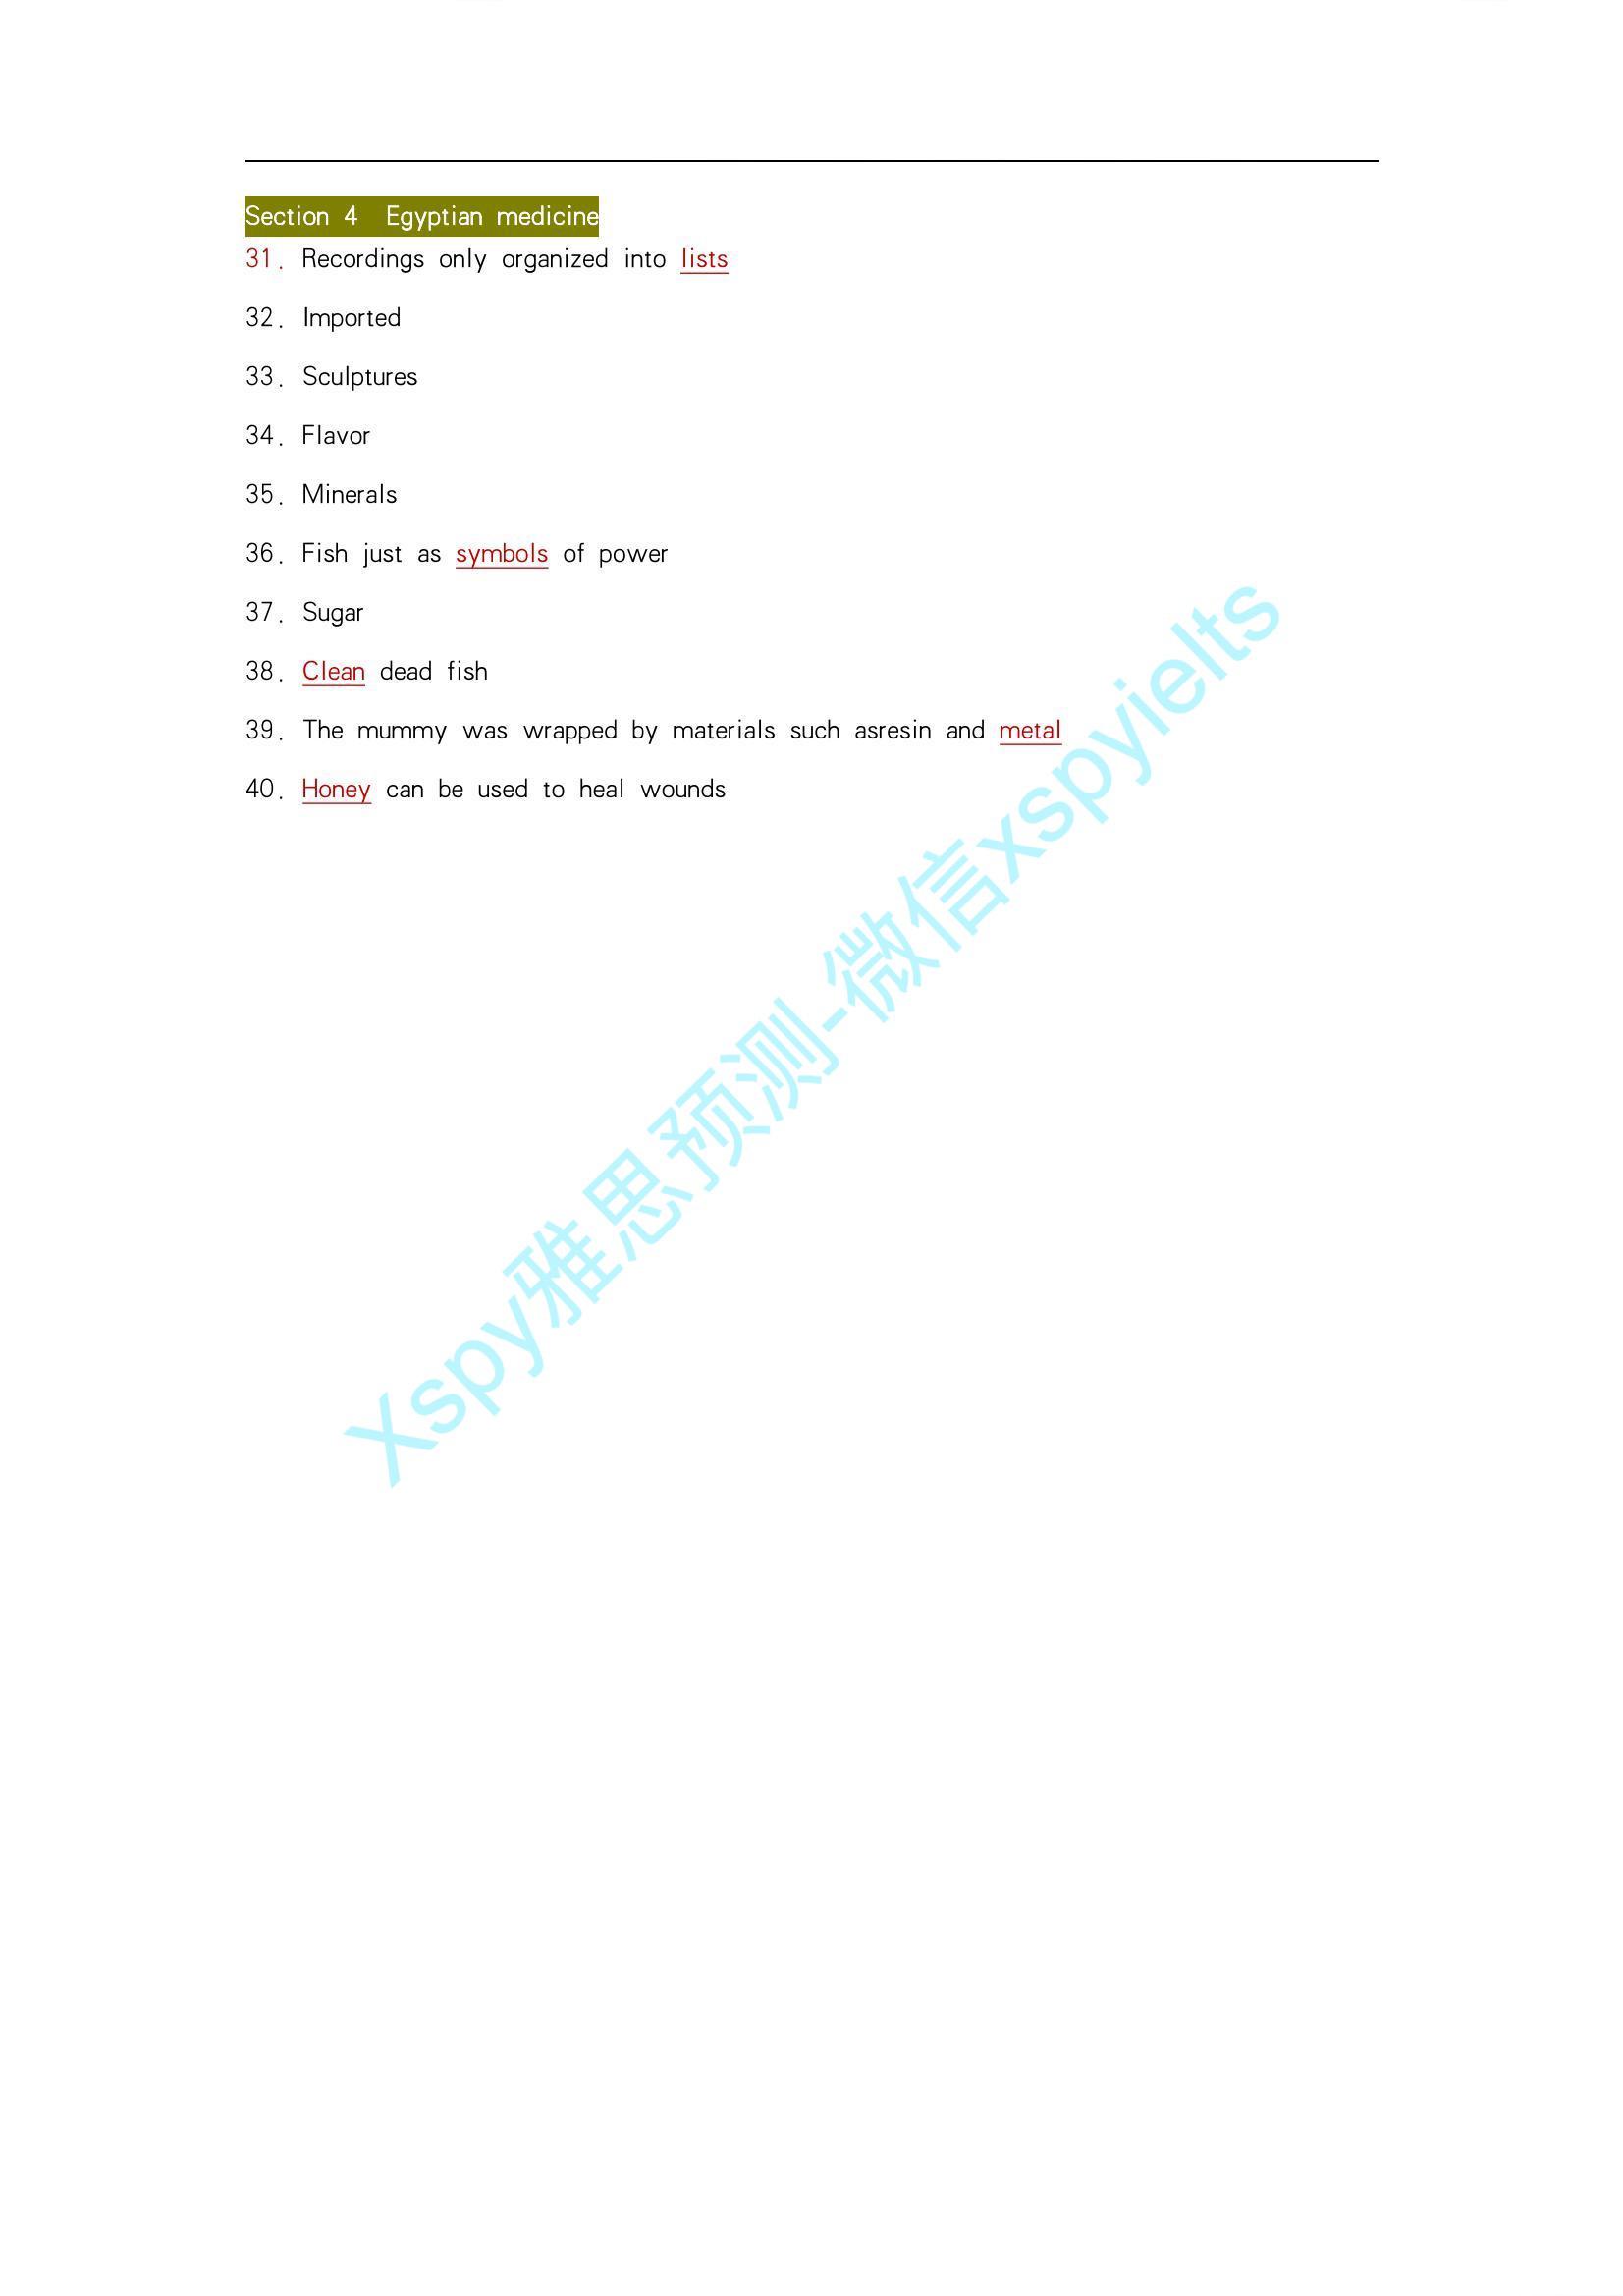 Section 4  Egyptian medicine
31. Recordings only organized into lists
32. Imported
33. Sculptures
34. Flavor
35. Minerals
36. Fish just as symbols of power
37. Sugar
38. Clean dead fish
39. The mummy was wrapped by materials such asresin and metal
40. Honey can be used to heal wounds
Xspy雅思预测-微信xspyielts